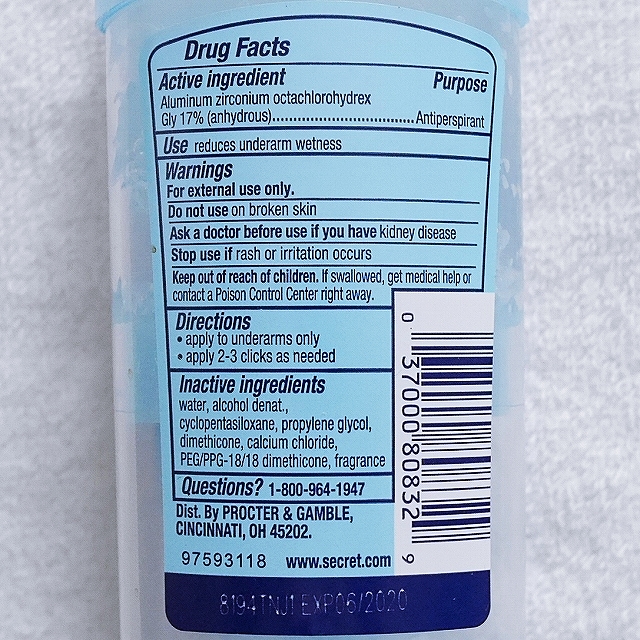 Drug Facts
Active ingredient Purpose
Aluminum zirconium octachlorohydrex
Gly 17% (anhydrous)....................................Antiperspirant
Use reduces underarm wetness
Warnings
For external use only.
Do not use on broken skin
Ask a doctor before use if you have kidney disease
Stop use if rash or irritation occurs
Keep out of reach of children. If swallowed, get medical help or
contact a Poison Control Center right away.
Directions
• apply to underarms only
• apply 2-3 clicks as needed
Inactive ingredients
water, alcohol denat.,
cyclopentasiloxane, propylene glycol,
dimethicone, calcium chloride,
PEG/PPG-18/18 dimethicone, fragrance
Questions? 1-800-964-1947
Dist. By PROCTER & GAMBLE,
CINCINNATI, OH 45202.
97593118 www.secret.com
0 37000 80832 9
8194TNJ1 EXP06/2020